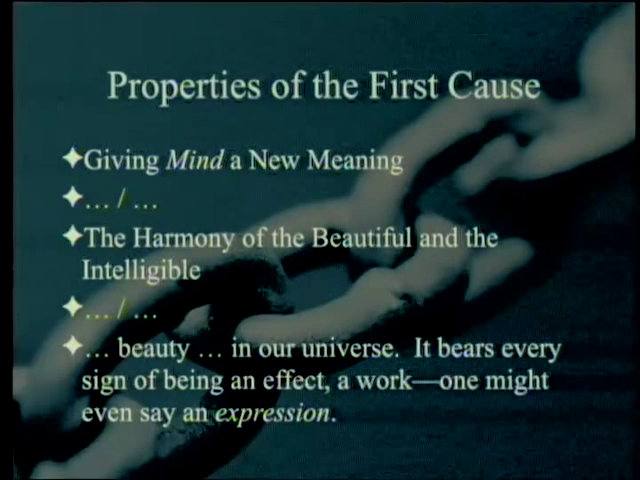 Properties of the First Cause
✦Giving Mind a New Meaning
✦… / …
✦The Harmony of the Beautiful and the
Intelligible
✦… / …
✦… beauty … in our universe.  It bears every
sign of being an effect, a work—one might
even say an expression.